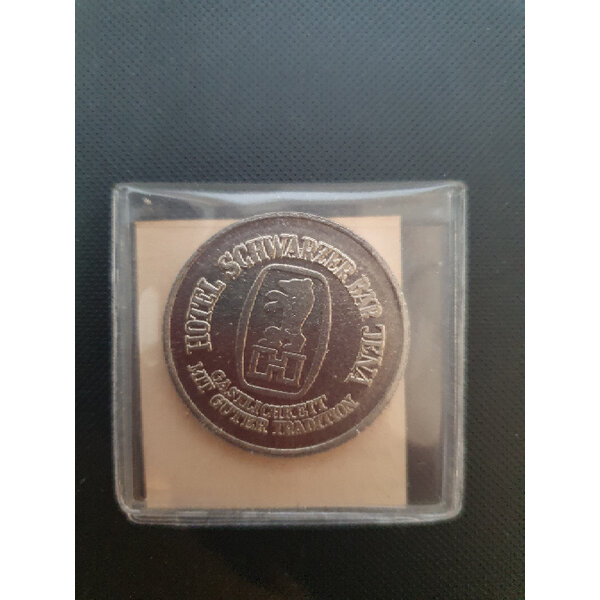 HOTEL SCHWARZER BÄR JENA
GASTLICHKEIT
MIT GUTER TRADITION